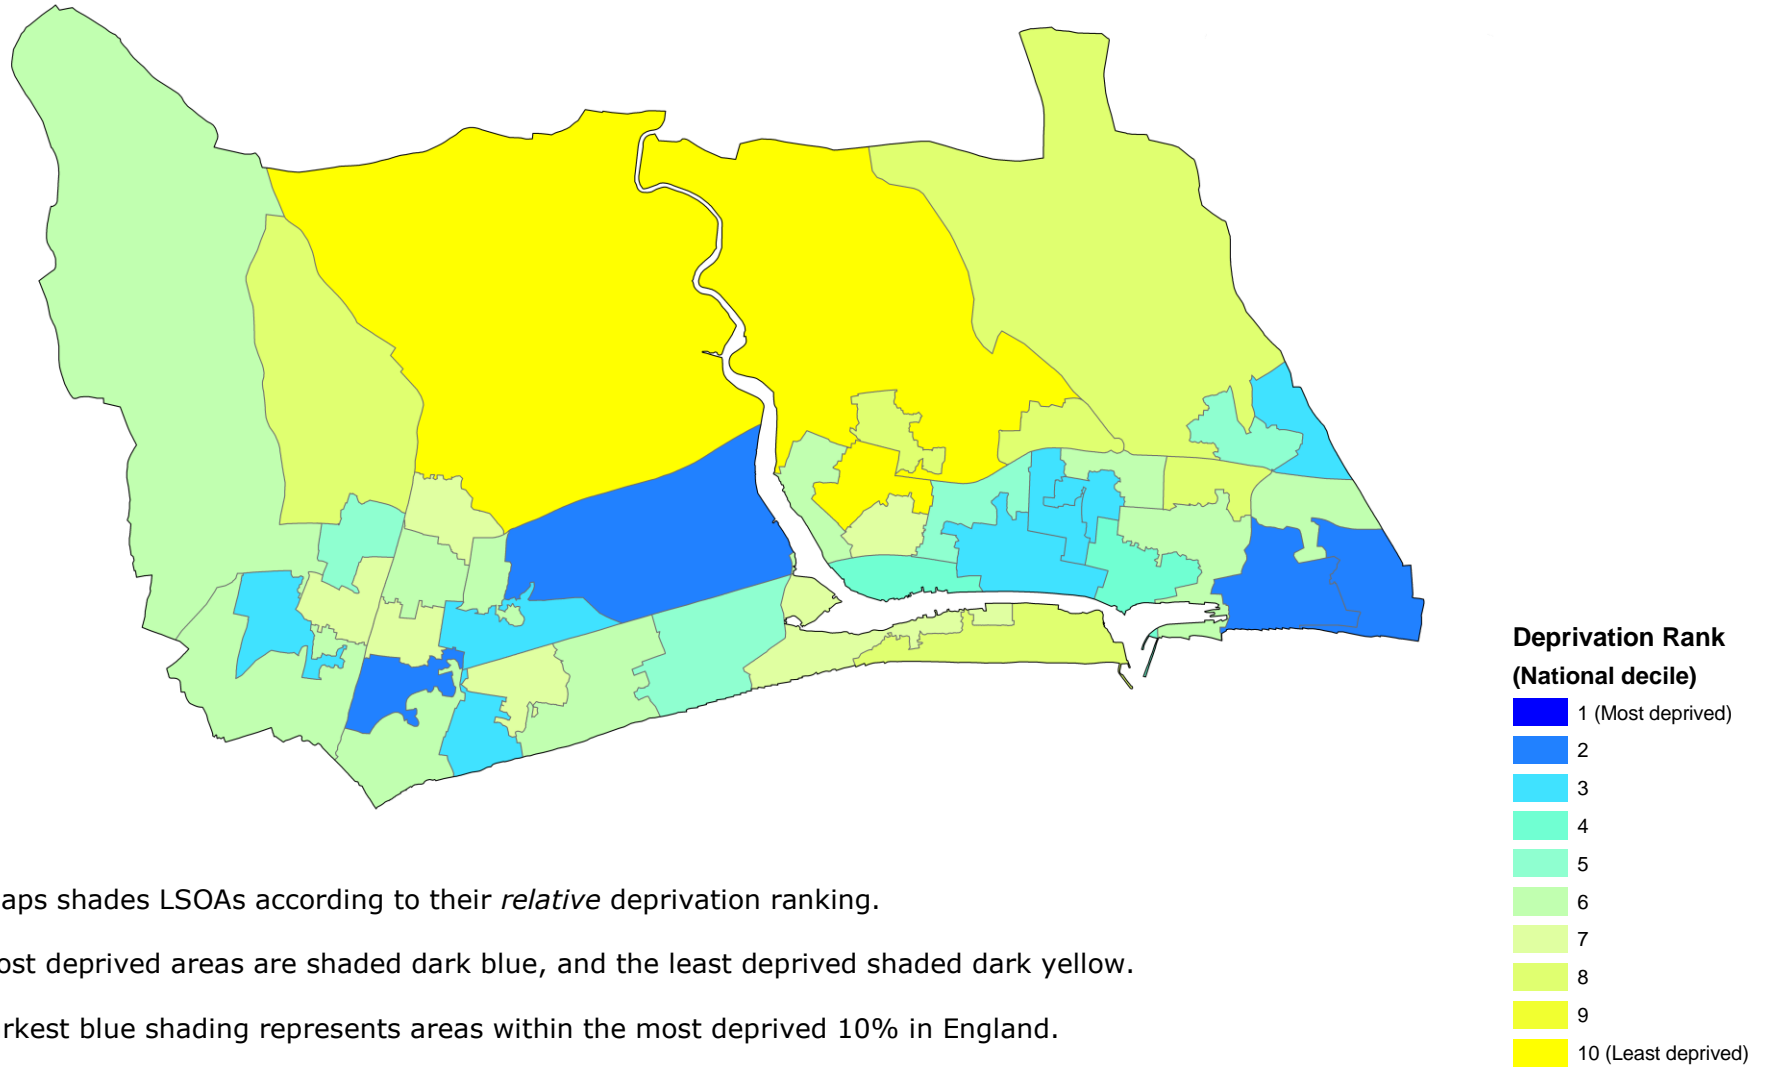 Deprivation Rank
(National decile)
1 (Most deprived)
2
3
4
5
6
7
8
9
10 (Least deprived)
aps shades LSOAs according to their relative deprivation ranking.
ost deprived areas are shaded dark blue, and the least deprived shaded dark yellow.
rkest blue shading represents areas within the most deprived 10% in England.